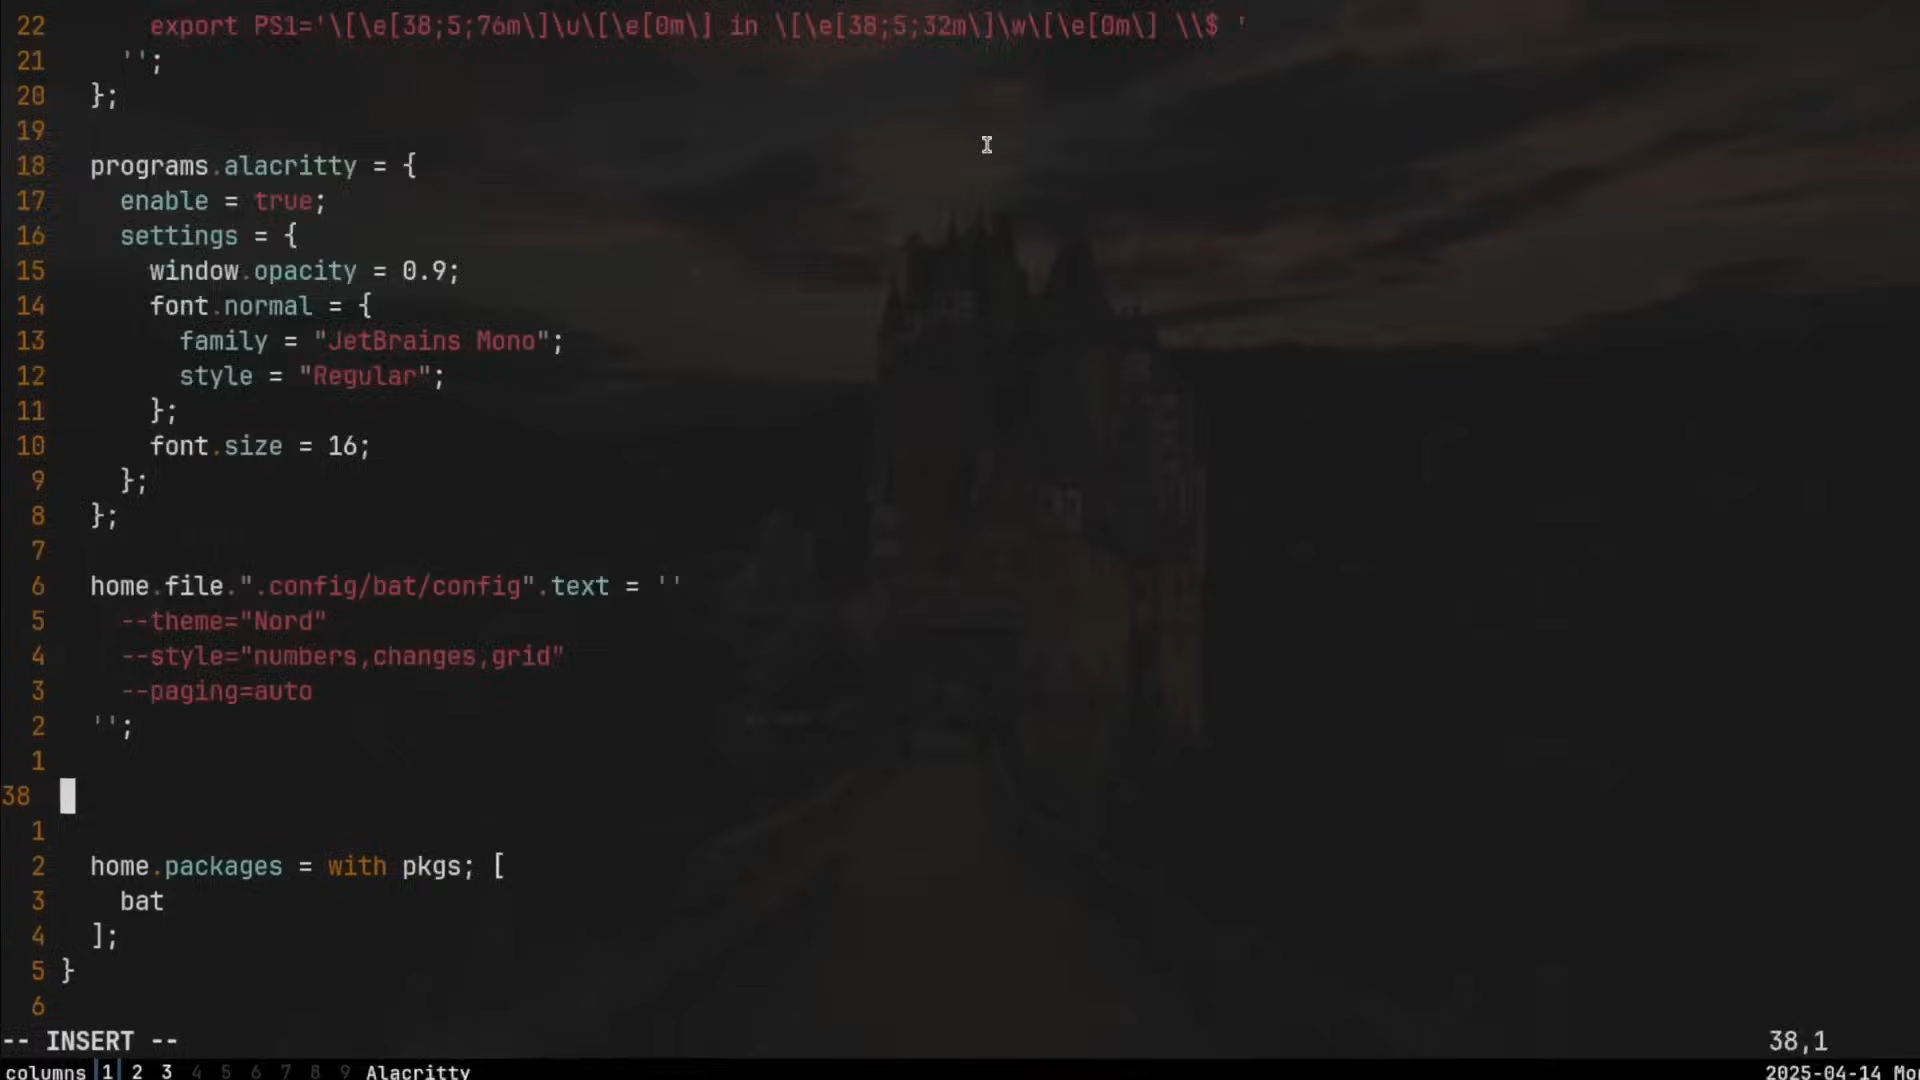 22       export PS1='\[\e[38;5;76m\]\u\[\e[0m\] in \[\e[38;5;32m\]\w\[\e[0m\] \\$ '
21     '';
20   };
19
18   programs.alacritty = {
17     enable = true;
16     settings = {
15       window.opacity = 0.9;
14       font.normal = {
13         family = "JetBrains Mono";
12         style = "Regular";
11       };
10       font.size = 16;
9     };
8   };
7
6   home.file.".config/bat/config".text = ''
5     --theme="Nord"
4     --style="numbers,changes,grid"
3     --paging=auto
2   '';
1
38
1
2   home.packages = with pkgs; [
3     bat
4   ];
5 }
6
-- INSERT --                    38,1
columns 1 2 3 4 5 6 7 8 9 Alacritty                    2025-04-14 Mo